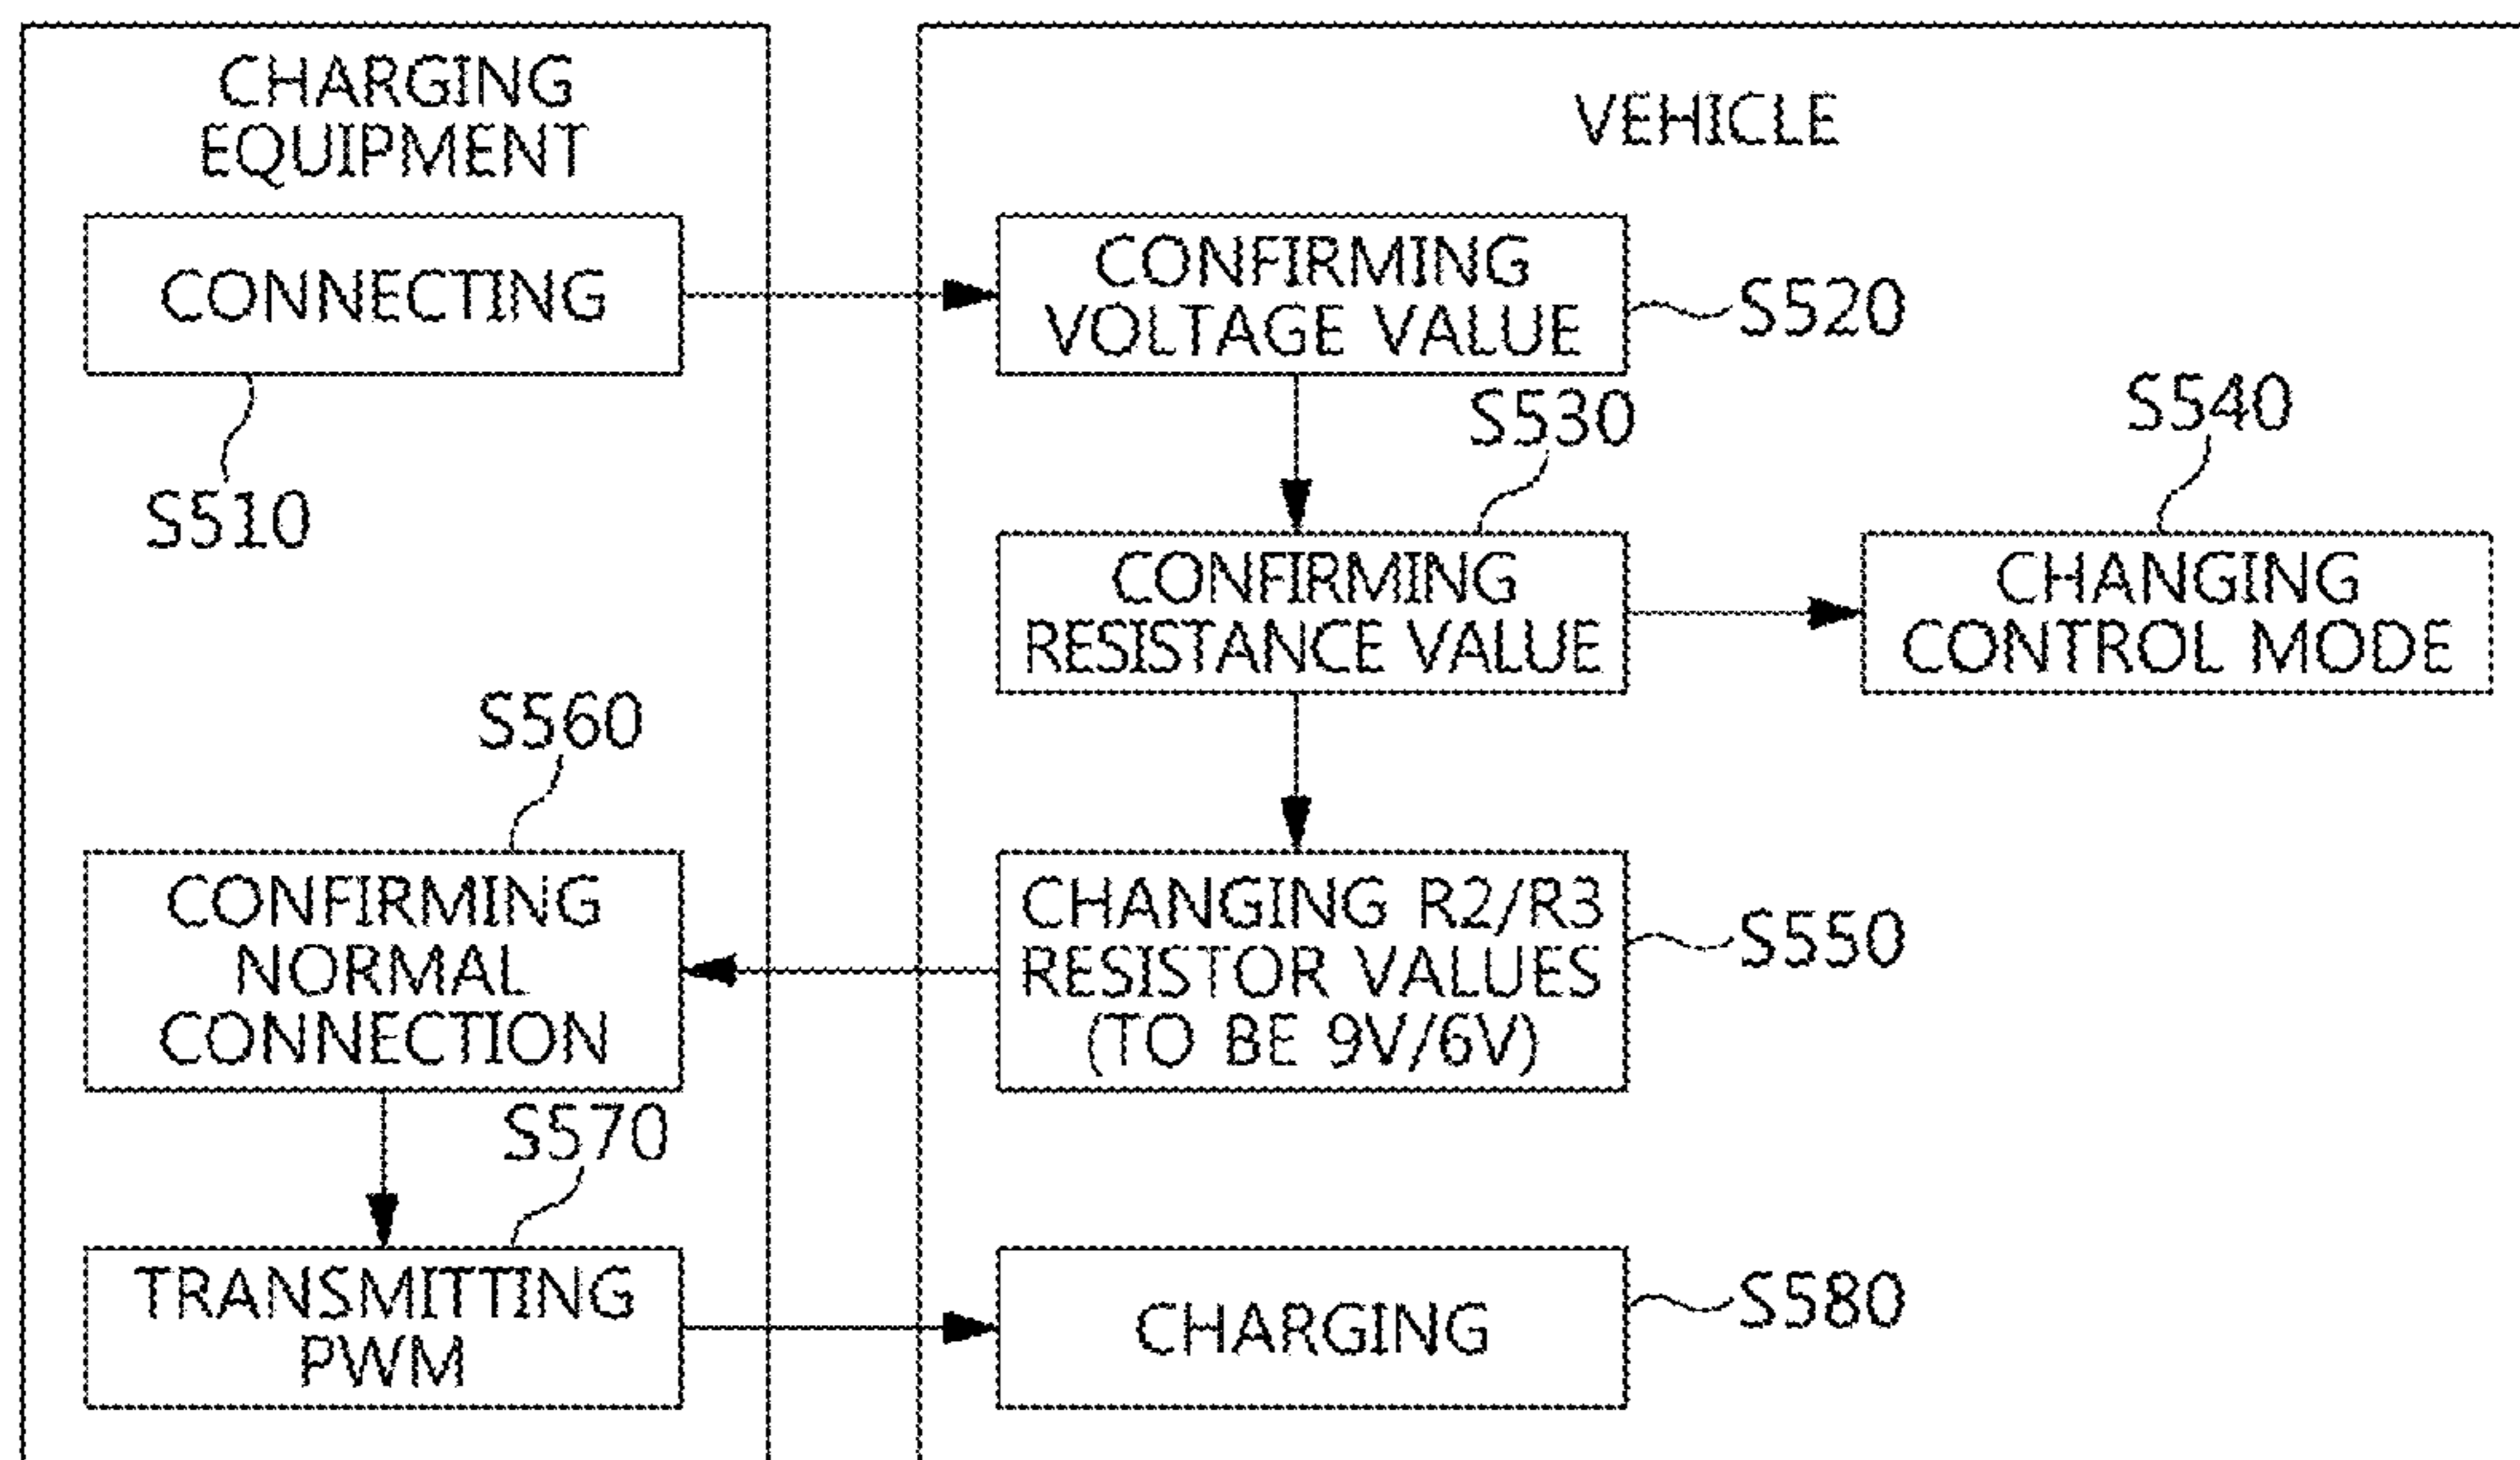 CHARGING
EQUIPMENT
VEHICLE
CONNECTING
S510
CONFIRMING
VOLTAGE VALUE
S520
S530
CONFIRMING
RESISTANCE VALUE
S540
CHANGING
CONTROL MODE
CHANGING R2/R3
RESISTOR VALUES
(TO BE 9V/6V)
S550
S560
CONFIRMING
NORMAL
CONNECTION
S570
TRANSMITTING
PWM
CHARGING
S580